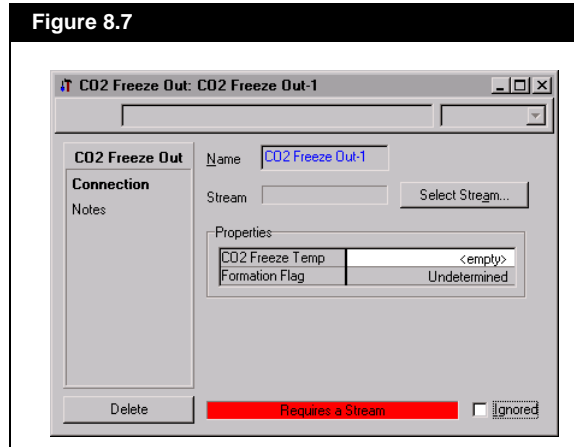 Figure 8.7
CO2 Freeze Out: CO2 Freeze Out-1
CO2 Freeze Out
Connection
Notes
Name CO2 Freeze Out-1
Stream Select Stream...
Properties
CO2 Freeze Temp <empty>
Formation Flag Undetermined
Delete Requires a Stream Ignored